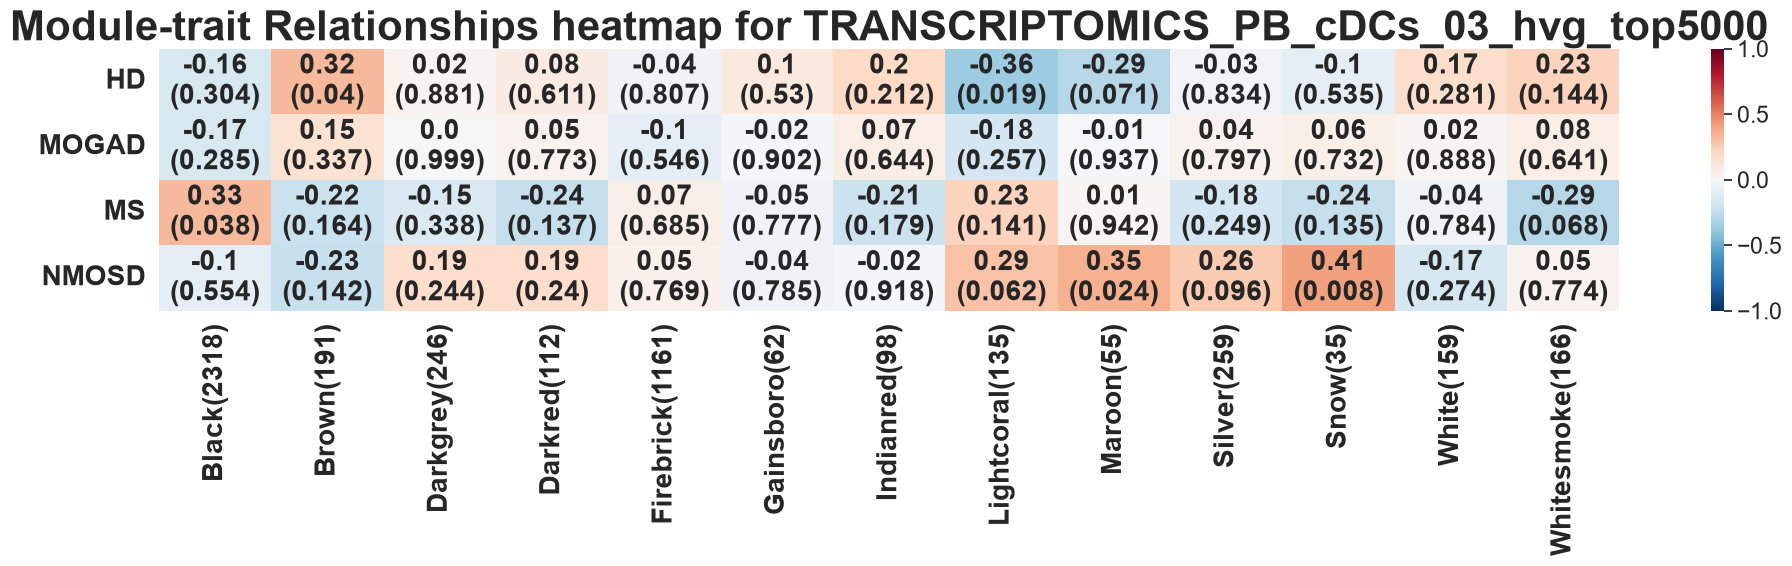 Module-trait Relationships heatmap for TRANSCRIPTOMICS_PB_cDCs_03_hvg_top5000
HD -0.16 0.32 0.02 0.08 -0.04 0.1 0.2 -0.36 -0.29 -0.03 -0.1 0.17 0.23
(0.304) (0.04) (0.881) (0.611) (0.807) (0.53) (0.212) (0.019) (0.071) (0.834) (0.535) (0.281) (0.144)
MOGAD -0.17 0.15 0.0 0.05 -0.1 -0.02 0.07 -0.18 -0.01 0.04 0.06 0.02 0.08
(0.285) (0.337) (0.999) (0.773) (0.546) (0.902) (0.644) (0.257) (0.937) (0.797) (0.732) (0.888) (0.641)
MS 0.33 -0.22 -0.15 -0.24 0.07 -0.05 -0.21 0.23 0.01 -0.18 -0.24 -0.04 -0.29
(0.038) (0.164) (0.338) (0.137) (0.685) (0.777) (0.179) (0.141) (0.942) (0.249) (0.135) (0.784) (0.068)
NMOSD -0.1 -0.23 0.19 0.19 0.05 -0.04 -0.02 0.29 0.35 0.26 0.41 -0.17 0.05
(0.554) (0.142) (0.244) (0.24) (0.769) (0.785) (0.918) (0.062) (0.024) (0.096) (0.008) (0.274) (0.774)
Black(2318)
Brown(191)
Darkgrey(246)
Darkred(112)
Firebrick(1161)
Gainsboro(62)
Indianred(98)
Lightcoral(135)
Maroon(55)
Silver(259)
Snow(35)
White(159)
Whitesmoke(166)
1.0
0.5
0.0
−0.5
−1.0